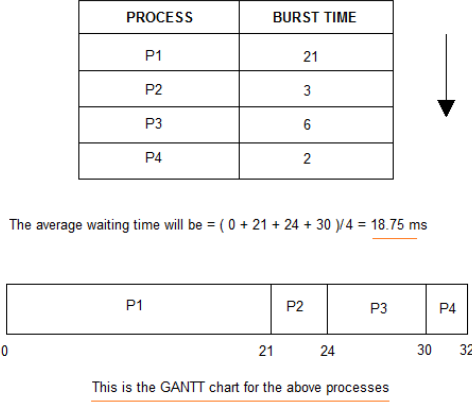 PROCESS BURST TIME
P1 21
P2 3
P3 6
P4 2
The average waiting time will be = ( 0 + 21 + 24 + 30 )/4 = 18.75 ms
P1 P2 P3 P4
0 21 24 30 32
This is the GANTT chart for the above processes